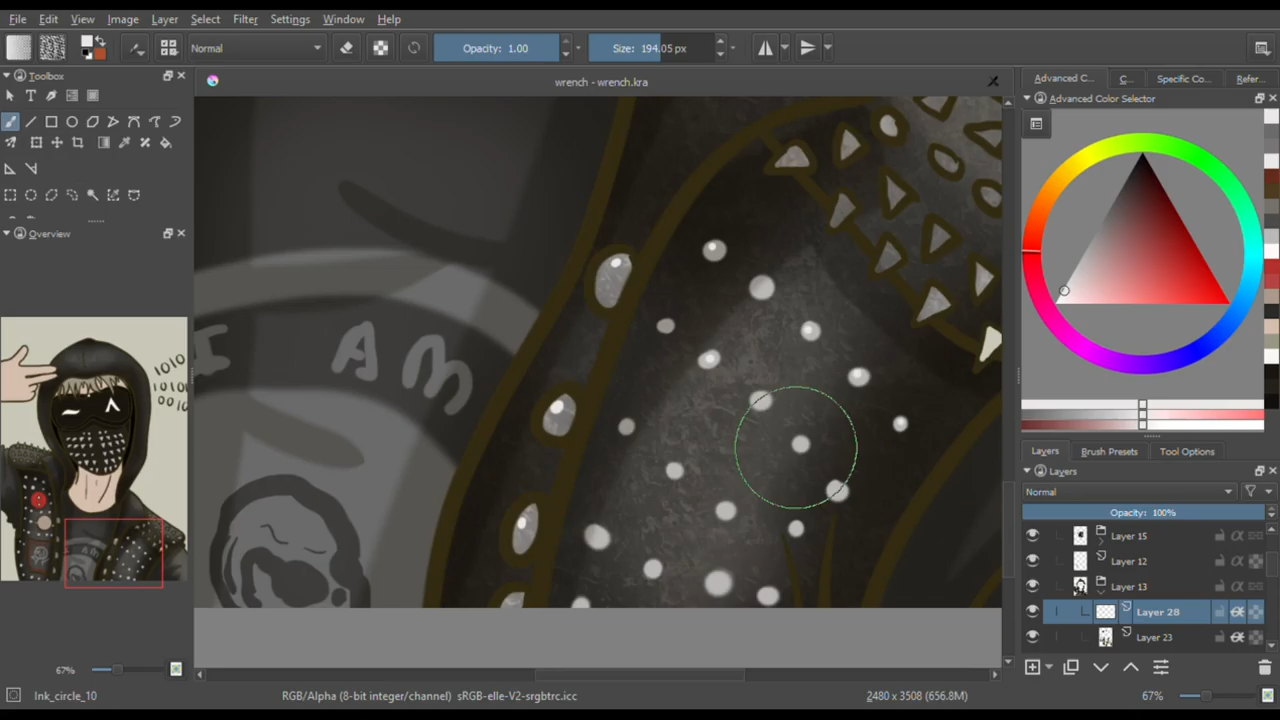 File Edit View Image Layer Select Filter Settings Window Help
Normal
Opacity: 1.00
Size: 194.05 px
Toolbox
wrench - wrench.kra
Advanced C...
C...
Specific Co...
Refer...
Advanced Color Selector
Overview
1010
00
I AM
Layers
Brush Presets
Tool Options
Layers
Normal
Opacity: 100%
Layer 15
Layer 12
Layer 13
Layer 28
Layer 23
67%
Ink_circle_10
RGB/Alpha (8-bit integer/channel) sRGB-elle-V2-srgbtrc.icc
2480 x 3508 (656.8M)
67%